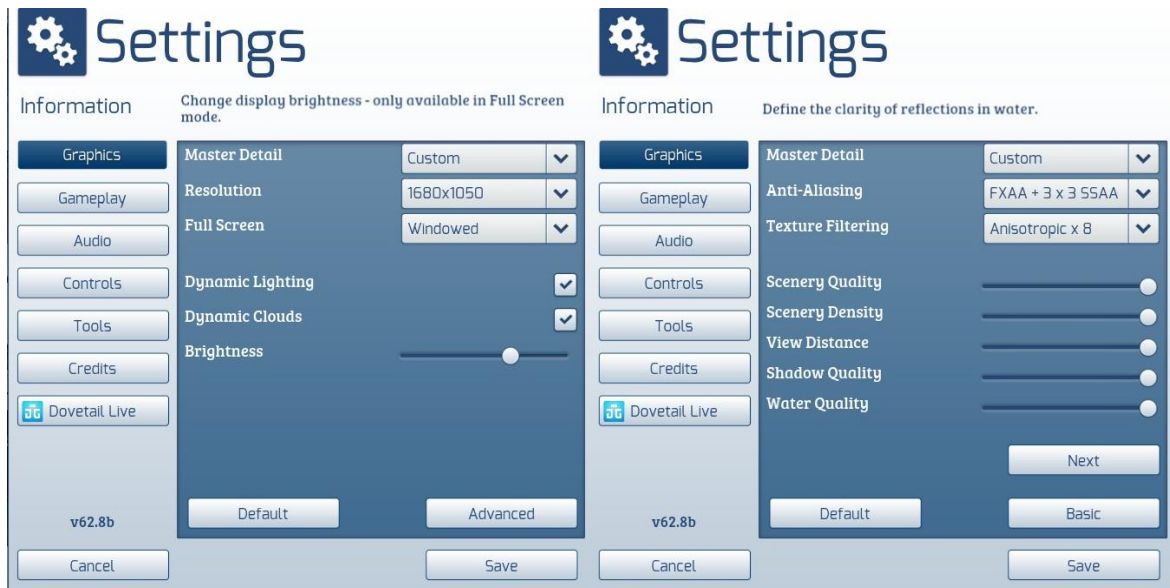 Settings
Information
Change display brightness - only available in Full Screen
mode.
Graphics
Gameplay
Audio
Controls
Tools
Credits
Dovetail Live
v62.8b
Cancel
Master Detail
Custom
Resolution
1680x1050
Full Screen
Windowed
Dynamic Lighting
Dynamic Clouds
Brightness
Default
Advanced
Save
Settings
Information
Define the clarity of reflections in water.
Graphics
Gameplay
Audio
Controls
Tools
Credits
Dovetail Live
v62.8b
Cancel
Master Detail
Custom
Anti-Aliasing
FXAA + 3 x 3 SSAA
Texture Filtering
Anisotropic x 8
Scenery Quality
Scenery Density
View Distance
Shadow Quality
Water Quality
Next
Default
Basic
Save